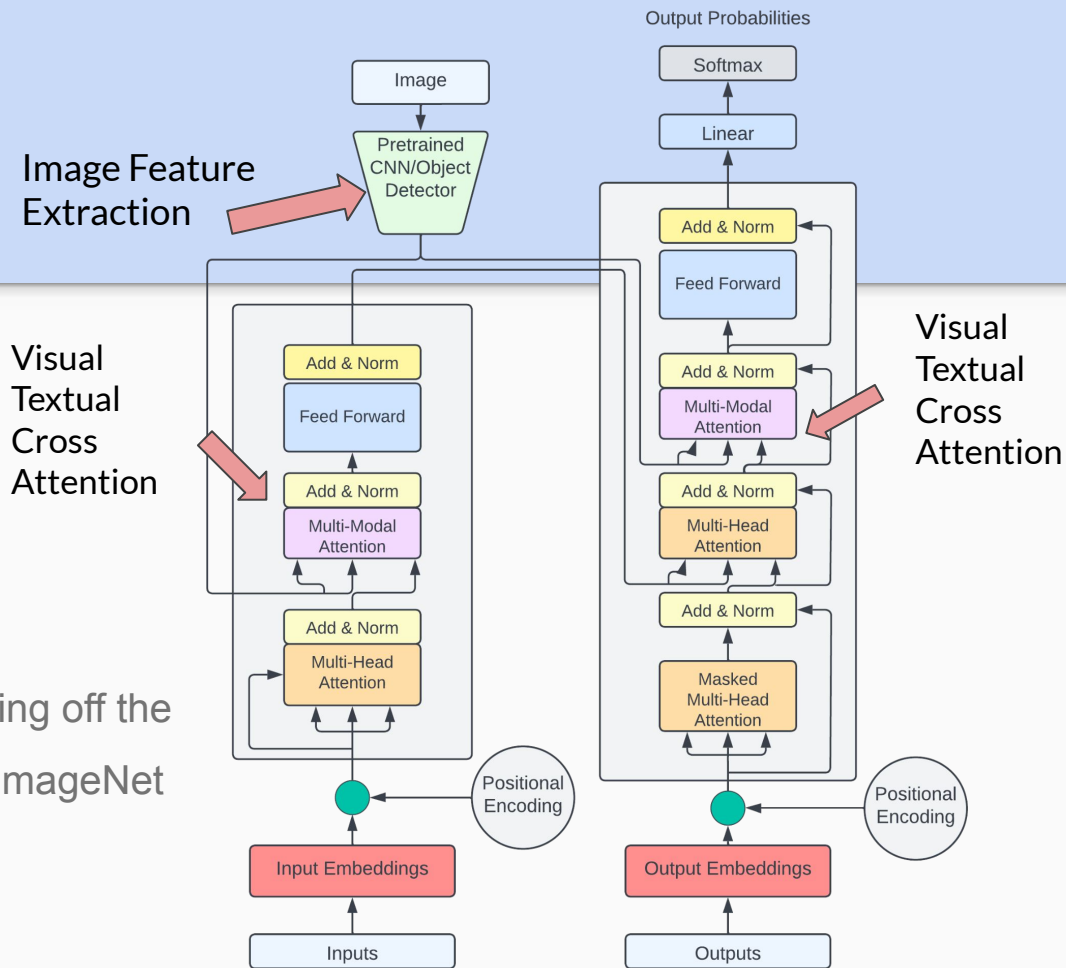 Output Probabilities
Softmax
Linear
Image
Pretrained
CNN/Object
Detector
Image Feature
Extraction
Add & Norm
Feed Forward
Add & Norm
Multi-Modal
Attention
Add & Norm
Multi-Head
Attention
Add & Norm
Masked
Multi-Head
Attention
Visual
Textual
Cross
Attention
Visual
Textual
Cross
Attention
Add & Norm
Feed Forward
Add & Norm
Multi-Modal
Attention
Add & Norm
Multi-Head
Attention
ing off the
mageNet
Positional
Encoding
Positional
Encoding
Input Embeddings
Output Embeddings
Inputs
Outputs